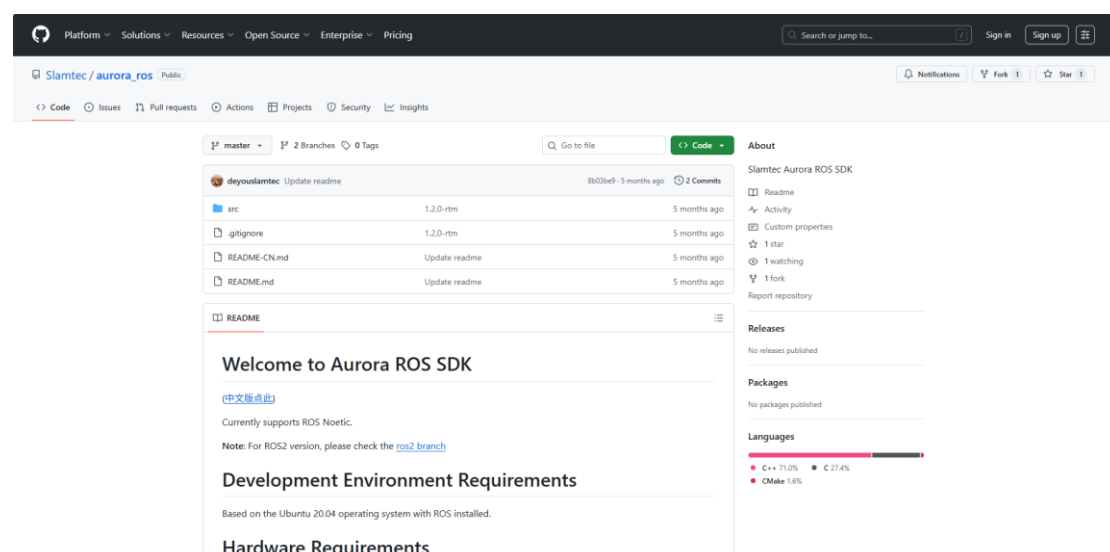 Platform Solutions Resources Open Source Enterprise Pricing Search or jump to... / Sign in Sign up
Slamtec / aurora_ros Public Notifications Fork 1 Star 1
Code Issues Pull requests Actions Projects Security Insights
master 2 Branches 0 Tags Go to file Code
deyouslamtec Update readme 8b03be9 · 5 months ago 2 Commits
src 1.2.0-rtm 5 months ago
.gitignore 1.2.0-rtm 5 months ago
README-CN.md Update readme 5 months ago
README.md Update readme 5 months ago
README
Welcome to Aurora ROS SDK
(中文版点此)
Currently supports ROS Noetic.
Note: For ROS2 version, please check the ros2 branch
Development Environment Requirements
Based on the Ubuntu 20.04 operating system with ROS installed.
Hardware Requirements
About
Slamtec Aurora ROS SDK
Readme
Activity
Custom properties
1 star
1 watching
1 fork
Report repository
Releases
No releases published
Packages
No packages published
Languages
C++ 71.0% C 27.4%
CMake 1.6%